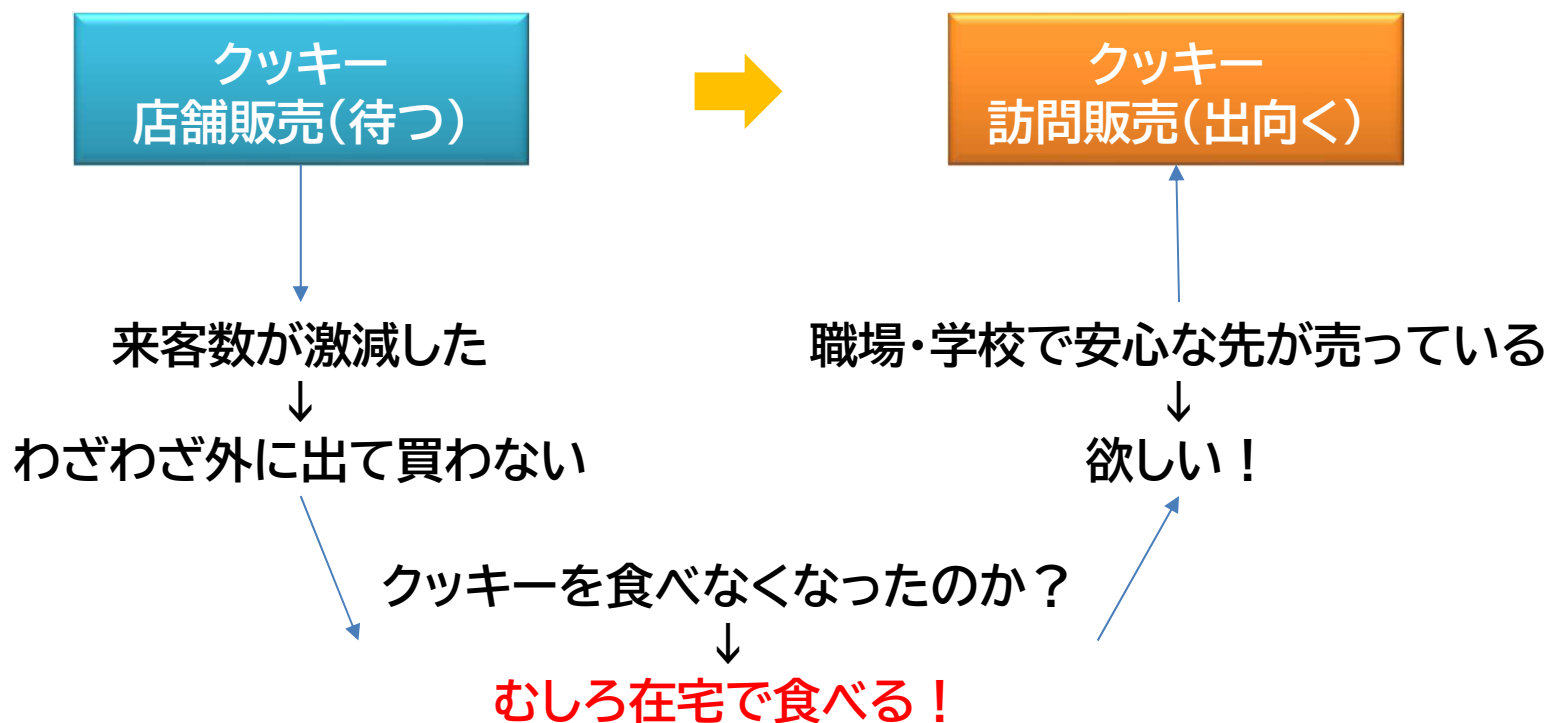 クッキー
店舗販売(待つ)
クッキー
訪問販売(出向く)
来客数が激減した
↓
わざわざ外に出て買わない
職場・学校で安心な先が売っている
↓
欲しい!
クッキーを食べなくなったのか?
↓
むしろ在宅で食べる!